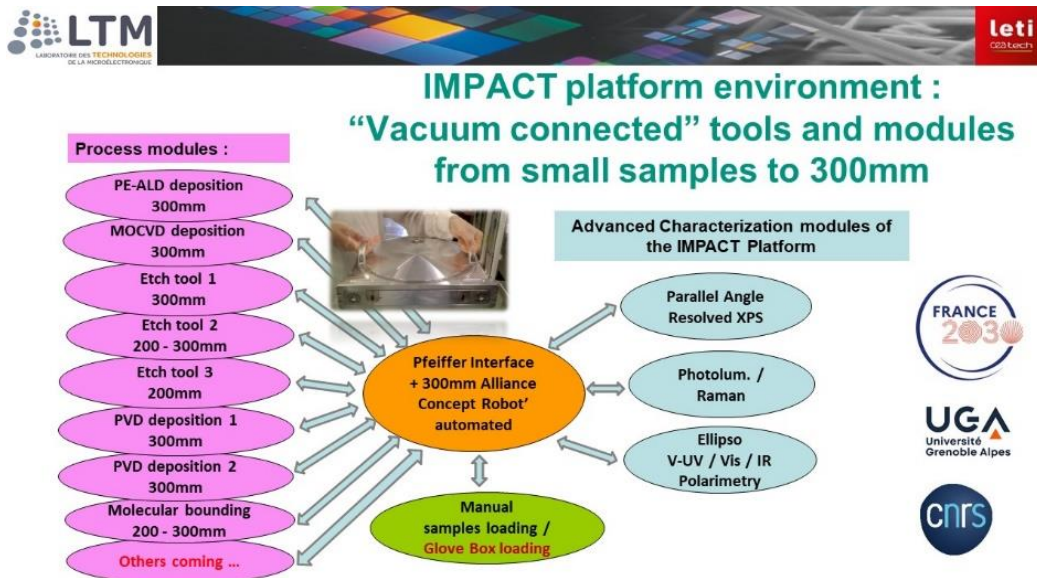 LTM
LABORATOIRE DES TECHNOLOGIES
DE LA MICROÉLECTRONIQUE
leti
cea tech
IMPACT platform environment :
“Vacuum connected” tools and modules
from small samples to 300mm
Process modules :
PE-ALD deposition
300mm
MOCVD deposition
300mm
Etch tool 1
300mm
Etch tool 2
200 - 300mm
Etch tool 3
200mm
PVD deposition 1
300mm
PVD deposition 2
300mm
Molecular bounding
200 - 300mm
Others coming ...
Pfeiffer Interface
+ 300mm Alliance
Concept Robot’
automated
Manual
samples loading /
Glove Box loading
Advanced Characterization modules of
the IMPACT Platform
Parallel Angle
Resolved XPS
Photolum. /
Raman
Ellipso
V-UV / Vis / IR
Polarimetry
FRANCE
2030
UGA
Université
Grenoble Alpes
cnrs